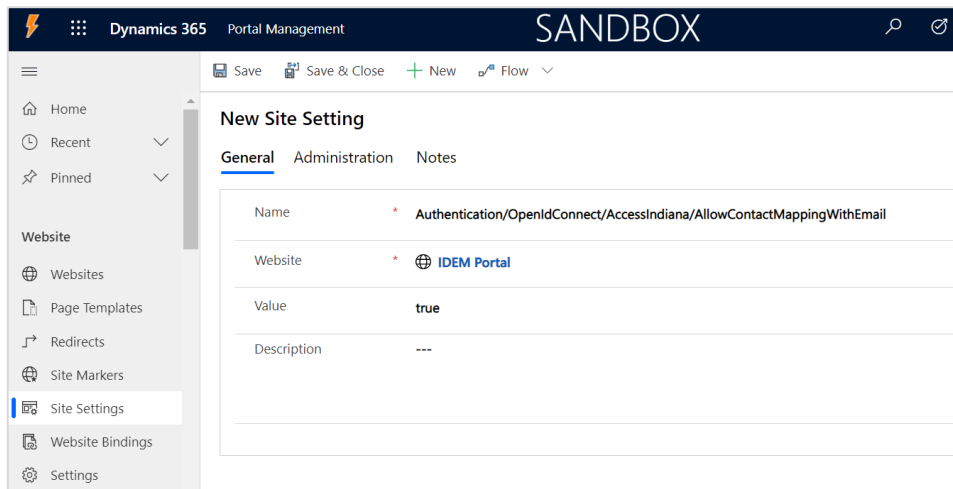 Dynamics 365 Portal Management SANDBOX
Save Save & Close New Flow
Home
Recent
Pinned
Website
Websites
Page Templates
Redirects
Site Markers
Site Settings
Website Bindings
Settings
New Site Setting
General Administration Notes
Name * Authentication/OpenIdConnect/AccessIndiana/AllowContactMappingWithEmail
Website * IDEM Portal
Value true
Description ---